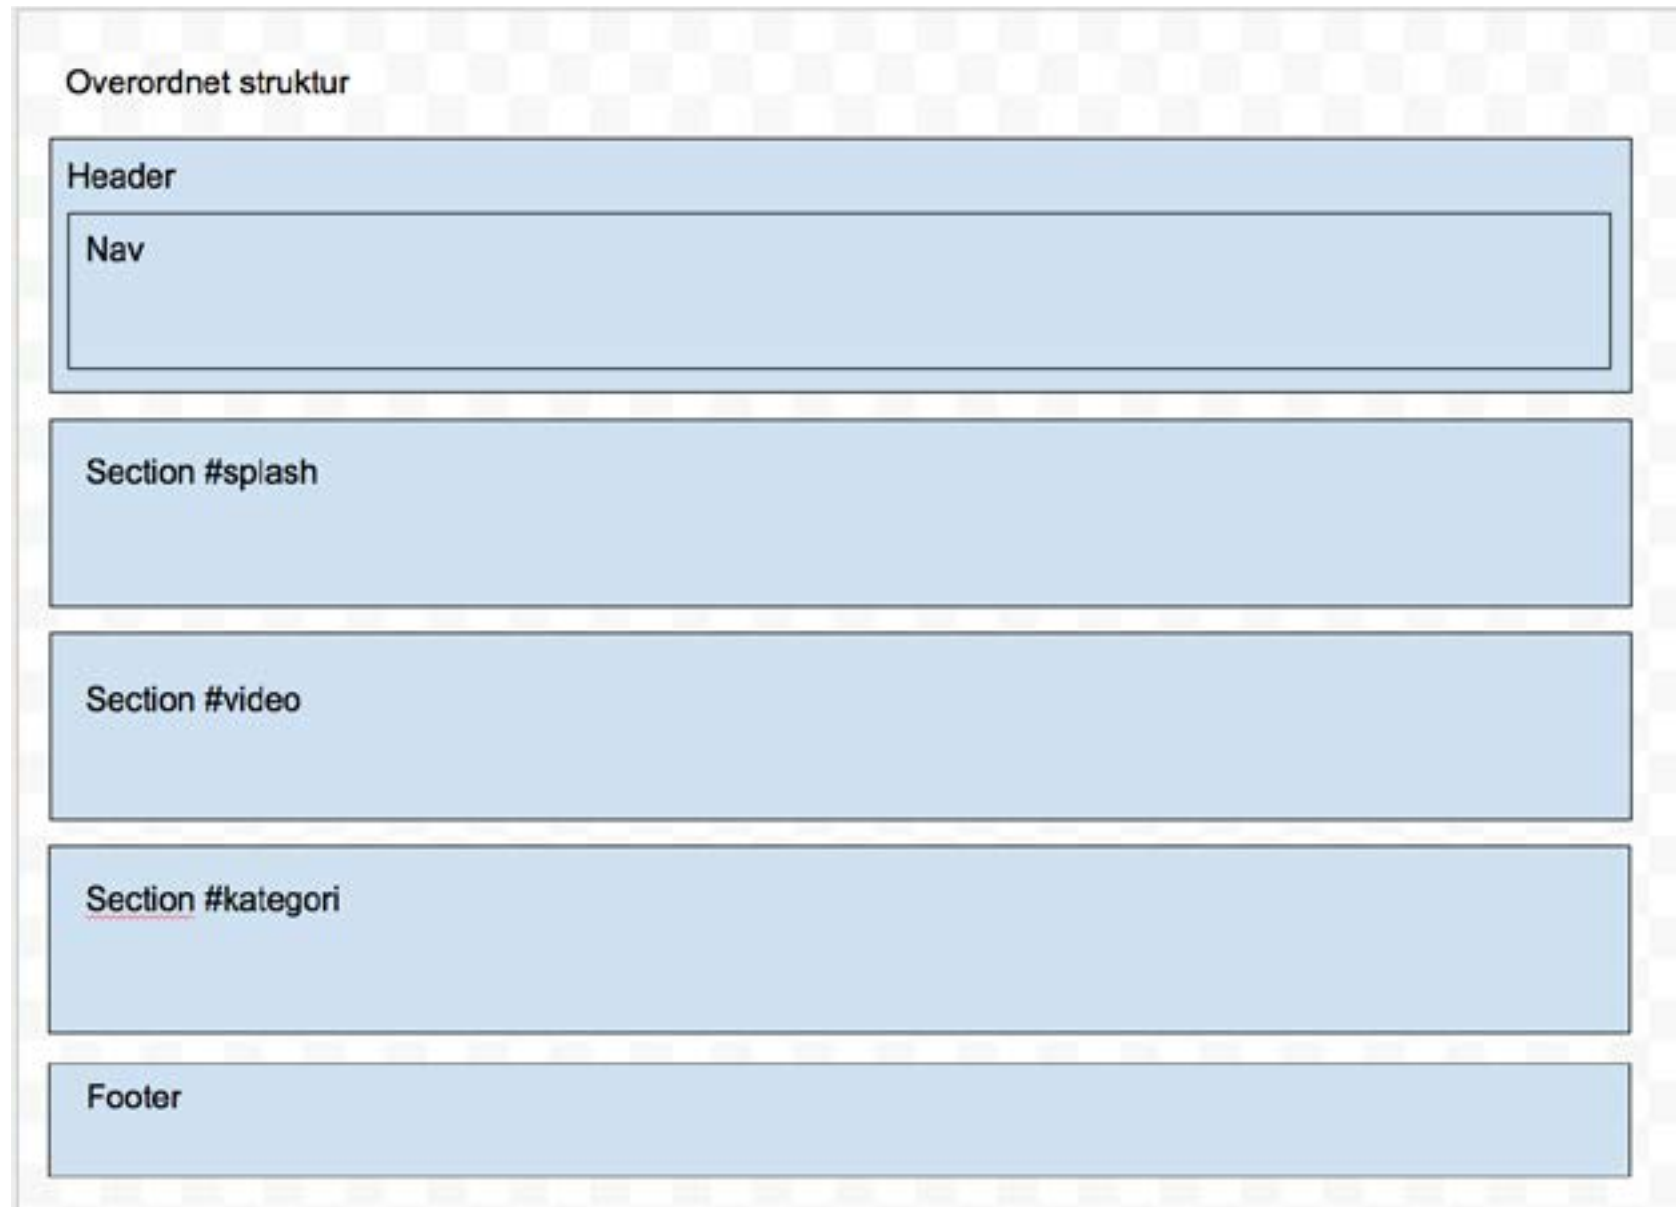 Overordnet struktur
Header
Nav
Section #splash
Section #video
Section #kategori
Footer